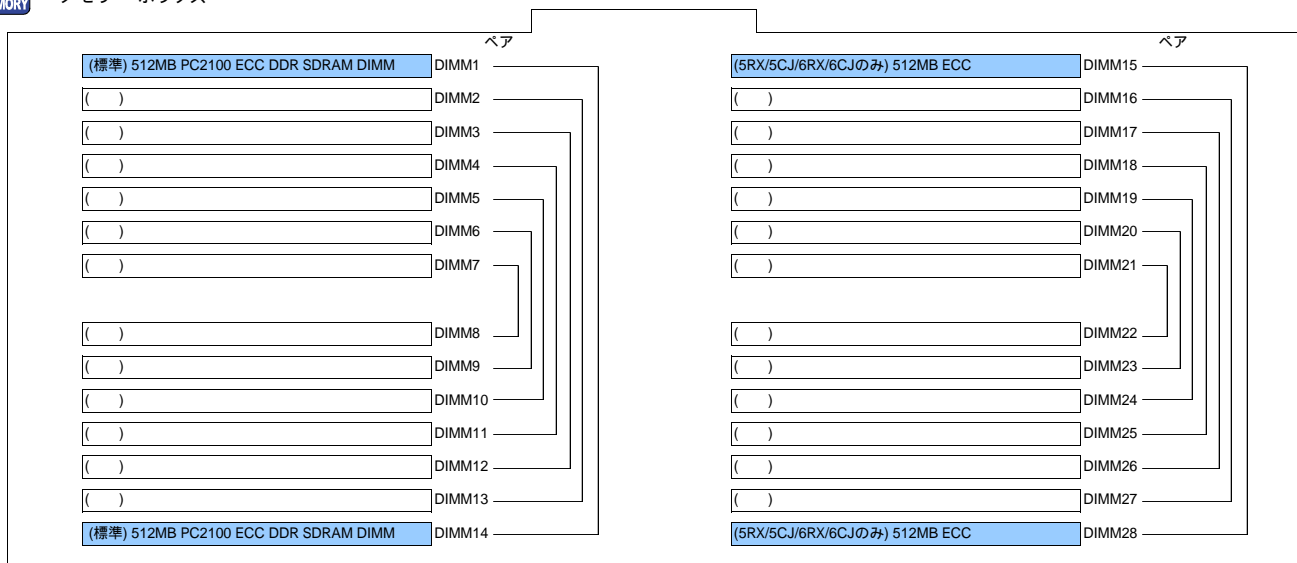 ペア
(標準) 512MB PC2100 ECC DDR SDRAM DIMM DIMM1
( ) DIMM2
( ) DIMM3
( ) DIMM4
( ) DIMM5
( ) DIMM6
( ) DIMM7
( ) DIMM8
( ) DIMM9
( ) DIMM10
( ) DIMM11
( ) DIMM12
( ) DIMM13
(標準) 512MB PC2100 ECC DDR SDRAM DIMM DIMM14
ペア
(5RX/5CJ/6RX/6CJのみ) 512MB ECC DIMM15
( ) DIMM16
( ) DIMM17
( ) DIMM18
( ) DIMM19
( ) DIMM20
( ) DIMM21
( ) DIMM22
( ) DIMM23
( ) DIMM24
( ) DIMM25
( ) DIMM26
( ) DIMM27
(5RX/5CJ/6RX/6CJのみ) 512MB ECC DIMM28